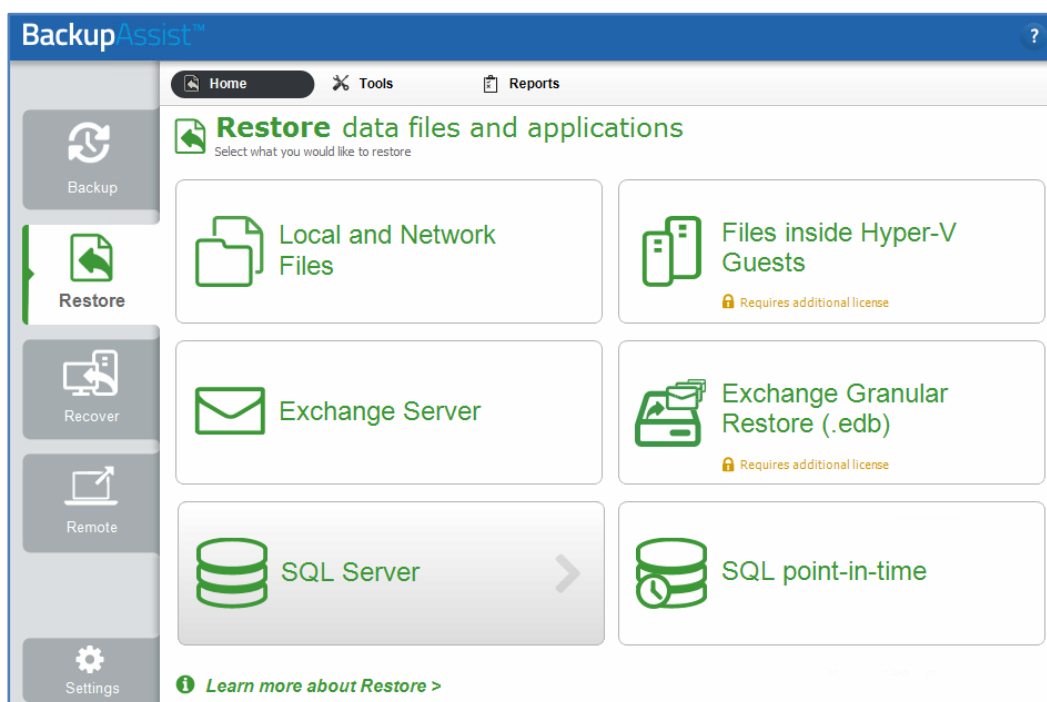 BackupAssist™
?
Home
Tools
Reports
Restore data files and applications
Select what you would like to restore
Backup
Restore
Recover
Remote
Settings
Local and Network
Files
Files inside Hyper-V
Guests
Requires additional license
Exchange Server
Exchange Granular
Restore (.edb)
Requires additional license
SQL Server
SQL point-in-time
Learn more about Restore >